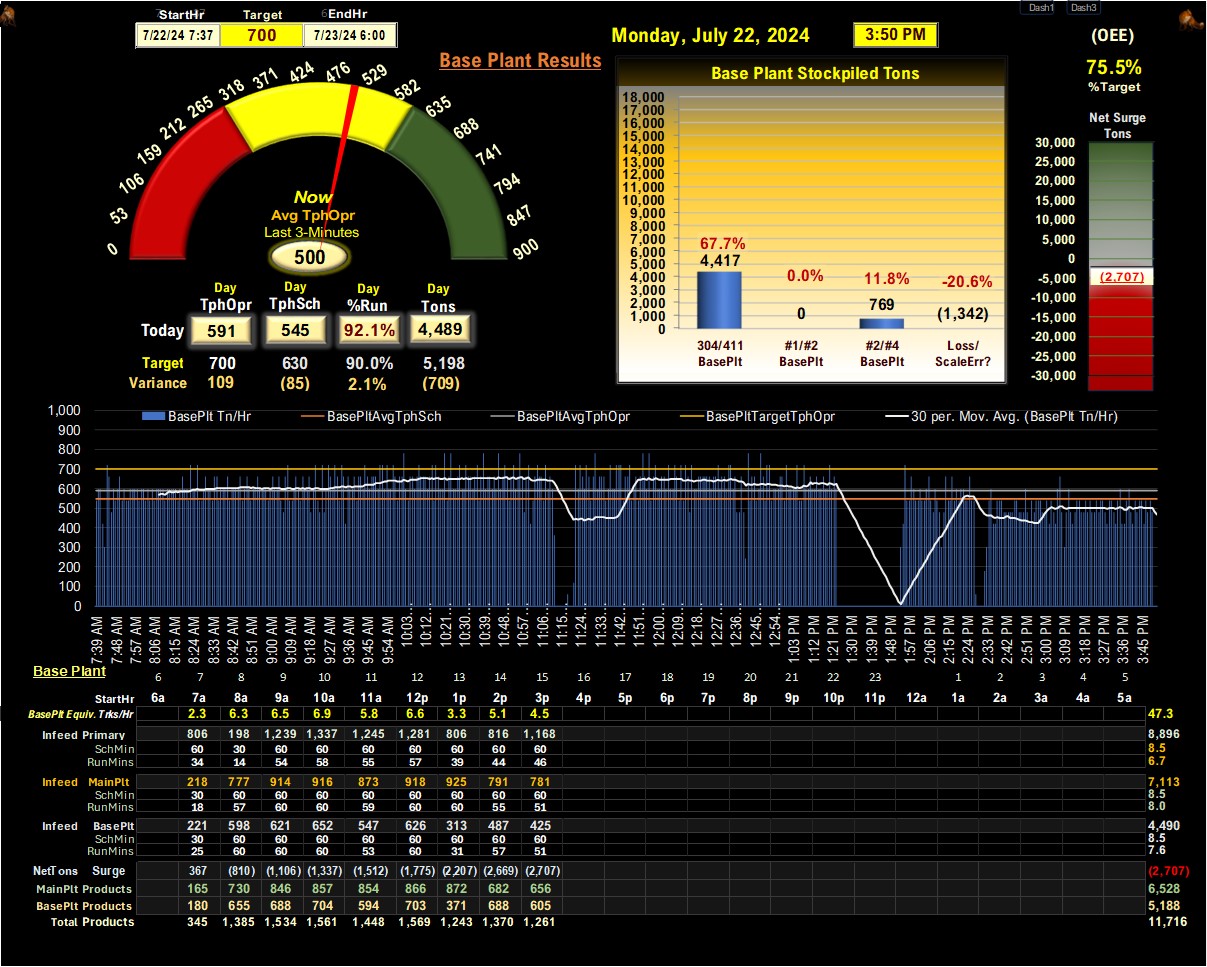 Dash1 Dash3
StartHr Target EndHr
7/22/24 7:37 700 7/23/24 6:00
Monday, July 22, 2024 3:50 PM
(OEE)
75.5%
%Target
Base Plant Results
0 53 106 159 212 265 318 371 424 476 529 582 635 688 741 794 847 900
Now
Avg TphOpr
Last 3-Minutes
500
Day Day Day Day
TphOpr TphSch %Run Tons
Today 591 545 92.1% 4,489
Target 700 630 90.0% 5,198
Variance 109 (85) 2.1% (709)
Base Plant Stockpiled Tons
18,000
17,000
16,000
15,000
14,000
13,000
12,000
11,000
10,000
9,000
8,000
7,000
6,000
5,000
4,000
3,000
2,000
1,000
0
67.7% 0.0% 11.8% -20.6%
4,417 0 769 (1,342)
304/411 #1/#2 #2/#4 Loss/
BasePlt BasePlt BasePlt ScaleErr?
Net Surge
Tons
30,000
25,000
20,000
15,000
10,000
5,000
0
-5,000
-10,000
-15,000
-20,000
-25,000
-30,000
(2,707)
BasePlt Tn/Hr BasePltAvgTphSch BasePltAvgTphOpr BasePltTargetTphOpr 30 per. Mov. Avg. (BasePlt Tn/Hr)
1,000
900
800
700
600
500
400
300
200
100
0
7:39 AM 7:48 AM 7:57 AM 8:06 AM 8:15 AM 8:24 AM 8:33 AM 8:42 AM 8:51 AM 9:00 AM 9:09 AM 9:18 AM 9:27 AM 9:36 AM 9:45 AM 9:54 AM 10:03… 10:12… 10:21… 10:30… 10:39… 10:48… 10:57… 11:06… 11:15… 11:24… 11:33… 11:42… 11:51… 12:00… 12:09… 12:18… 12:27… 12:36… 12:45… 12:54… 1:03 PM 1:12 PM 1:21 PM 1:30 PM 1:39 PM 1:48 PM 1:57 PM 2:06 PM 2:15 PM 2:24 PM 2:33 PM 2:42 PM 2:51 PM 3:00 PM 3:09 PM 3:18 PM 3:27 PM 3:36 PM 3:45 PM
Base Plant
6 7 8 9 10 11 12 13 14 15 16 17 18 19 20 21 22 23 1 2 3 4 5
StartHr 6a 7a 8a 9a 10a 11a 12p 1p 2p 3p 4p 5p 6p 7p 8p 9p 10p 11p 12a 1a 2a 3a 4a 5a
BasePlt Equiv. Trks/Hr 2.3 6.3 6.5 6.9 5.8 6.6 3.3 5.1 4.5 47.3
Infeed Primary 806 198 1,239 1,337 1,245 1,281 806 816 1,168 8,896
SchMin 60 30 60 60 60 60 60 60 60 8.5
RunMins 34 14 54 58 55 57 39 44 46 6.7
Infeed MainPlt 218 777 914 916 873 918 925 791 781 7,113
SchMin 30 60 60 60 60 60 60 60 60 8.5
RunMins 18 57 60 60 59 60 60 55 51 8.0
Infeed BasePlt 221 598 621 652 547 626 313 487 425 4,490
SchMin 30 60 60 60 60 60 60 60 60 8.5
RunMins 25 60 60 60 53 60 31 57 51 7.6
NetTons Surge 367 (810) (1,106) (1,337) (1,512) (1,775) (2,207) (2,669) (2,707) (2,707)
MainPlt Products 165 730 846 857 854 866 872 682 656 6,528
BasePlt Products 180 655 688 704 594 703 371 688 605 5,188
Total Products 345 1,385 1,534 1,561 1,448 1,569 1,243 1,370 1,261 11,716